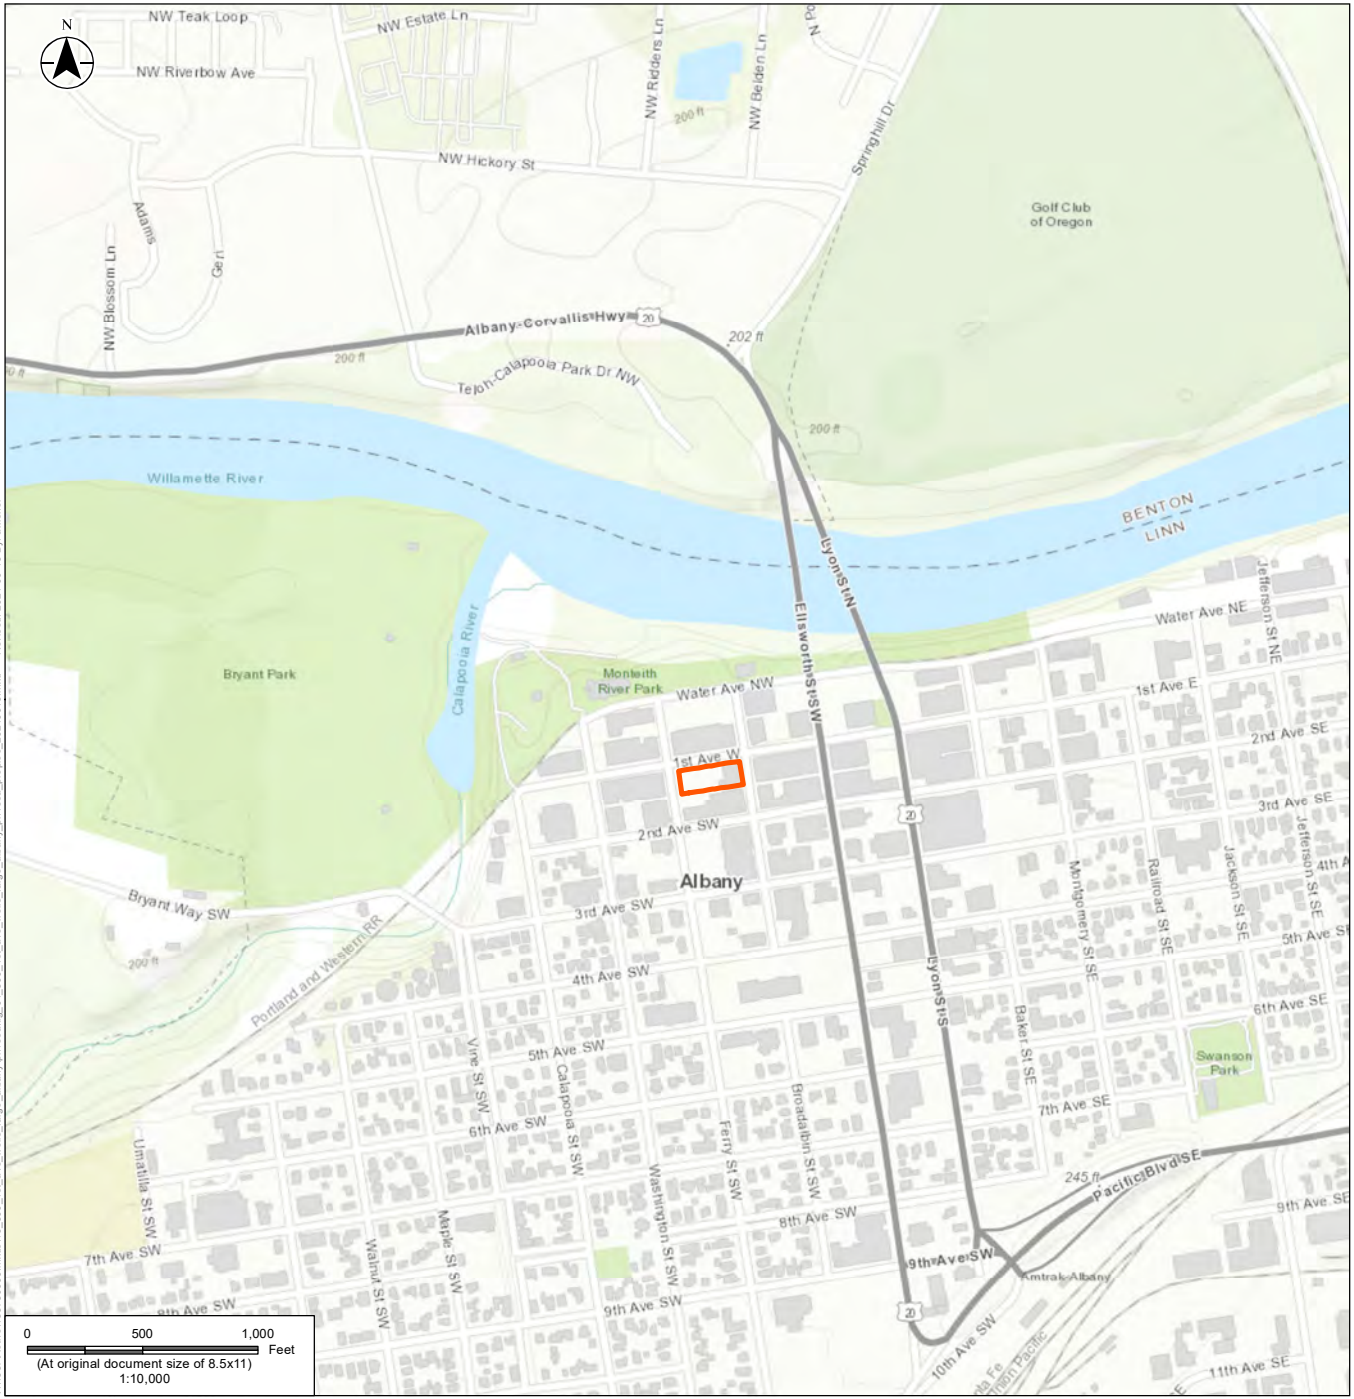 NW Teak Loop
NW Estate Ln
N
NW Riverbow Ave
NW Ridders Ln
NW Belden Ln
200 ft
Springhill Dr
NW Hickory St
Adams
Geri
NW Blossom Ln
Golf Club
of Oregon
Albany-Corvallis Hwy
20
202 ft
200 ft
Calapooia Park Dr NW
200 ft
Willamette River
BENTON
LINN
Lyon St N
Ellsworth St SW
Calapooia River
Jefferson St NE
Water Ave NE
Bryant Park
Monteith
River Park
Water Ave NW
1st Ave E
2nd Ave SE
1st Ave W
3rd Ave SE
20
2nd Ave SW
Jefferson St SE
4th A
Albany
Montgomery St SE
Railroad St SE
Jackson St SE
Bryant Way SW
3rd Ave SW
5th Ave S
200 ft
Portland and Western RR
4th Ave SW
Lyon St S
6th Ave SE
Baker St SE
Vine St SW
5th Ave SW
Swanson
Park
Calapooia St SW
Broadalbin St SW
7th Ave SE
6th Ave SW
Ferry St SW
Umatilla St SW
Washington St SW
245 ft
Pacific Blvd SE
9th Ave SE
Maple St SW
8th Ave SW
7th Ave SW
Walnut St SW
9th Ave SW
Amtrak-Albany
8th Ave SW
9th Ave SW
20
10th Ave SW
11th Ave SE
0 500 1,000
Feet
(At original document size of 8.5x11)
1:10,000